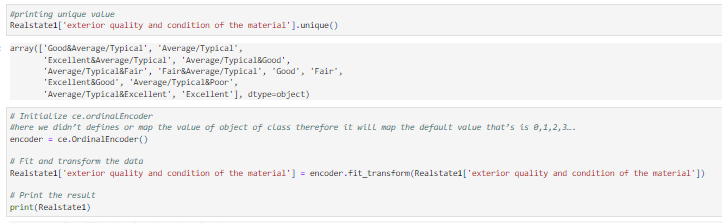 #printing unique value
Realstate1['exterior quality and condition of the material'].unique()
array(['Good&Average/Typical', 'Average/Typical',
'Excellent&Average/Typical', 'Average/Typical&Good',
'Average/Typical&Fair', 'Fair&Average/Typical', 'Good', 'Fair',
'Excellent&Good', 'Average/Typical&Poor',
'Average/Typical&Excellent', 'Excellent'], dtype=object)
# Initialize ce.ordinalEncoder
#here we didn't defines or map the value of object of class therefore it will map the default value that's is 0,1,2,3….
encoder = ce.OrdinalEncoder()
# Fit and transform the data
Realstate1['exterior quality and condition of the material'] = encoder.fit_transform(Realstate1['exterior quality and condition of the material'])
# Print the result
print(Realstate1)